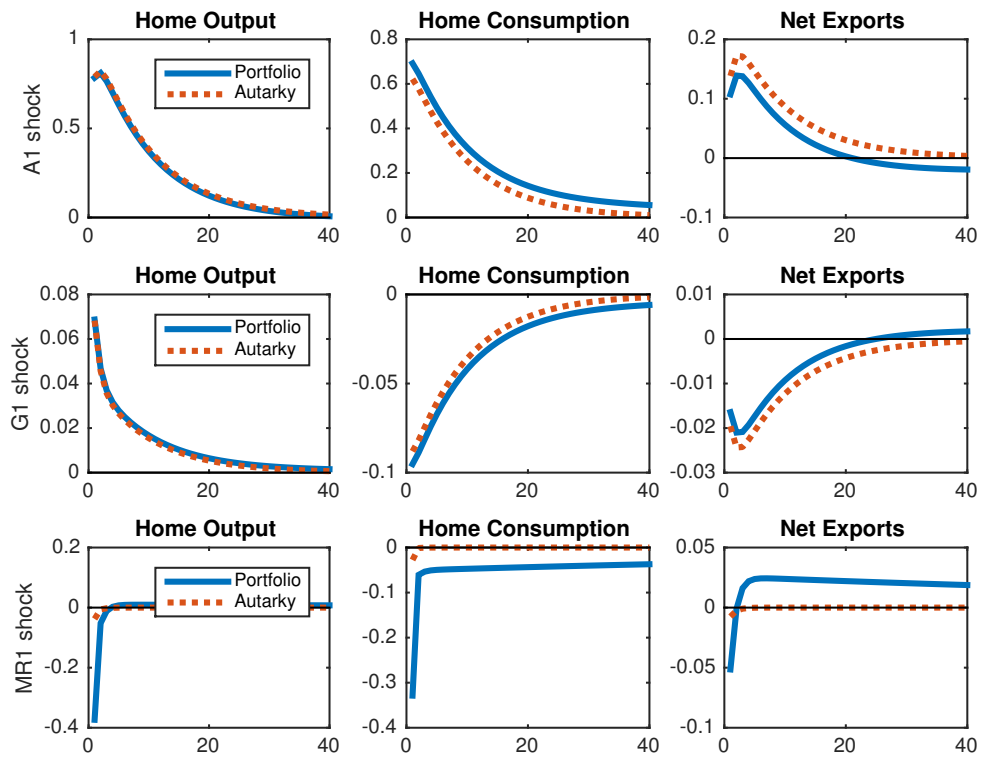 Home Output
Home Consumption
Net Exports
A1 shock
1
0.5
0
0 20 40
Portfolio
Autarky
0.8
0.6
0.4
0.2
0
0 20 40
0.2
0.1
0
-0.1
0 20 40
Home Output
Home Consumption
Net Exports
G1 shock
0.08
0.06
0.04
0.02
0
0 20 40
Portfolio
Autarky
0
-0.05
-0.1
0 20 40
0.01
0
-0.01
-0.02
-0.03
0 20 40
Home Output
Home Consumption
Net Exports
MR1 shock
0.2
0
-0.2
-0.4
0 20 40
Portfolio
Autarky
0
-0.1
-0.2
-0.3
-0.4
0 20 40
0.05
0
-0.05
-0.1
0 20 40